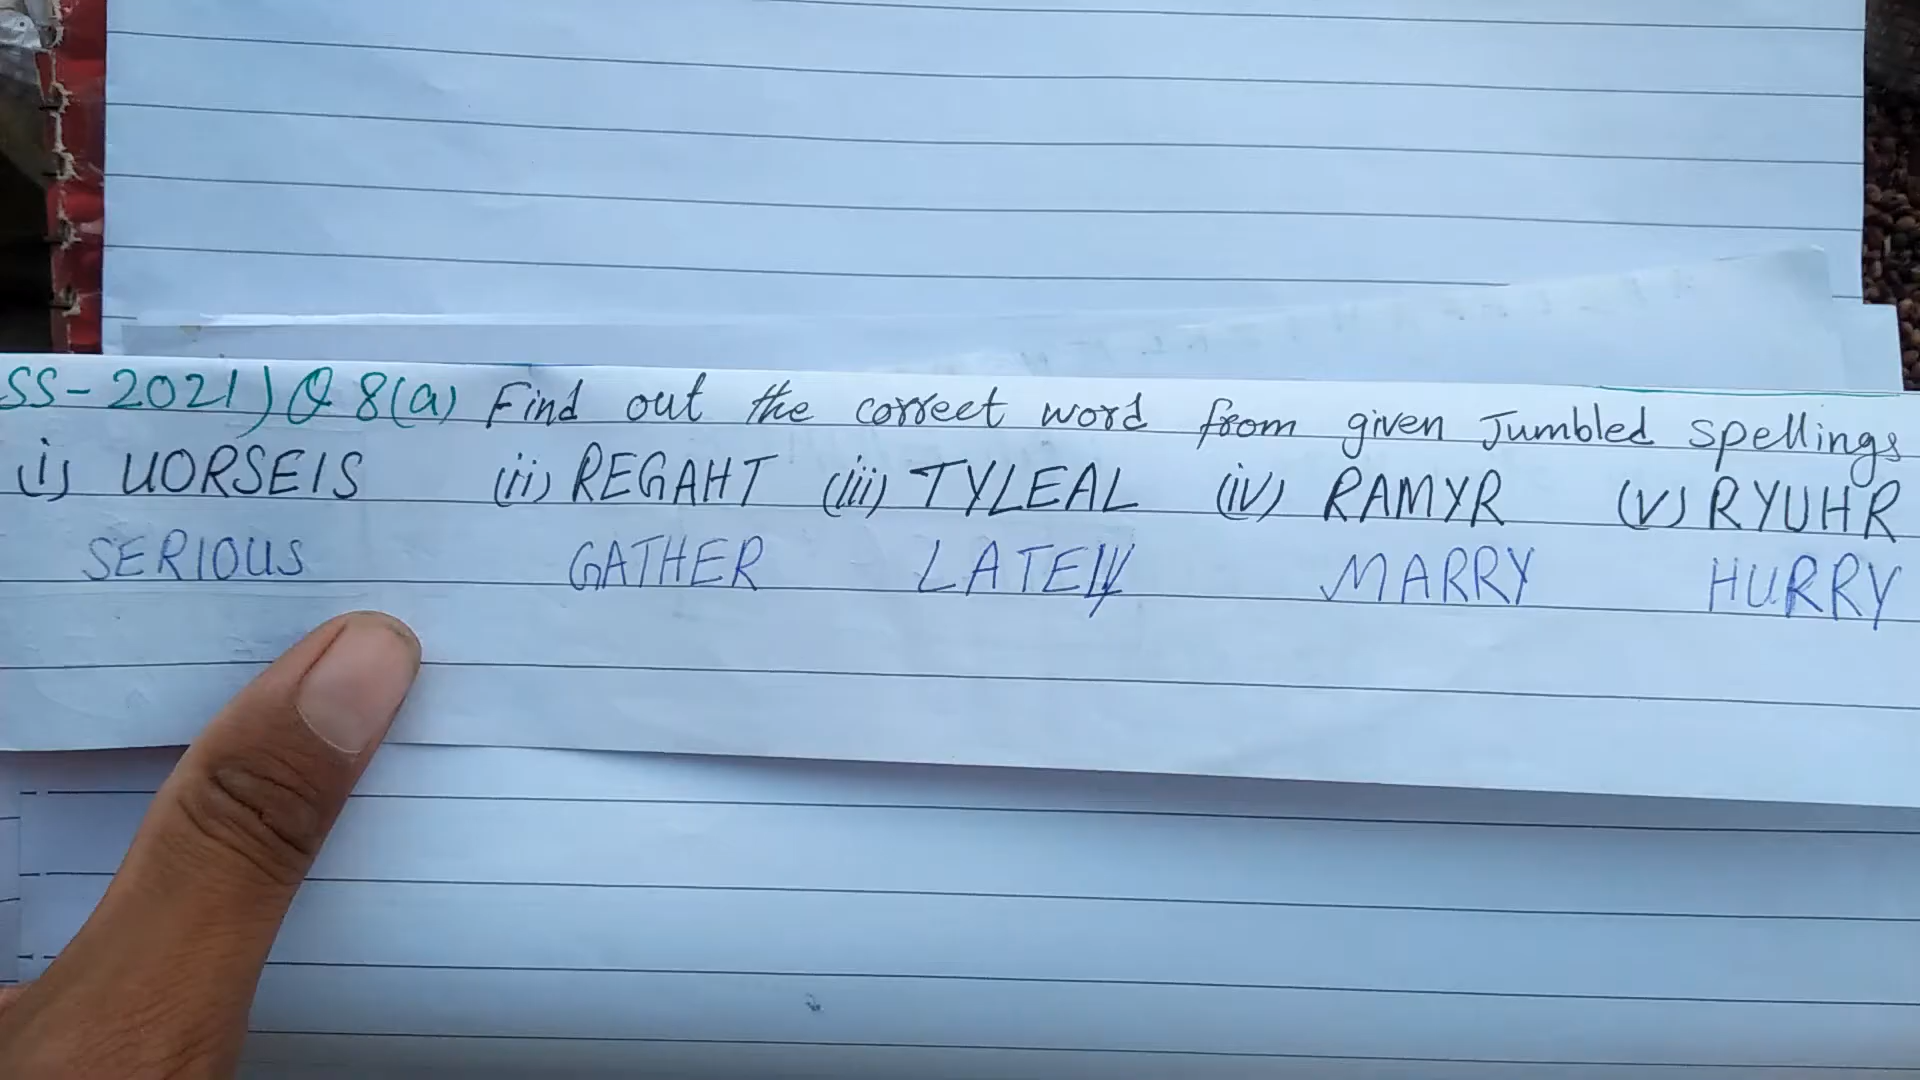 SS-2021) Q 8(a) Find out the correct word from given Jumbled spellings
(i) UORSEIS (ii) REGAHT (iii) TYLEAL (iv) RAMYR (v) RYUHR
SERIOUS GATHER LATELY MARRY HURRY